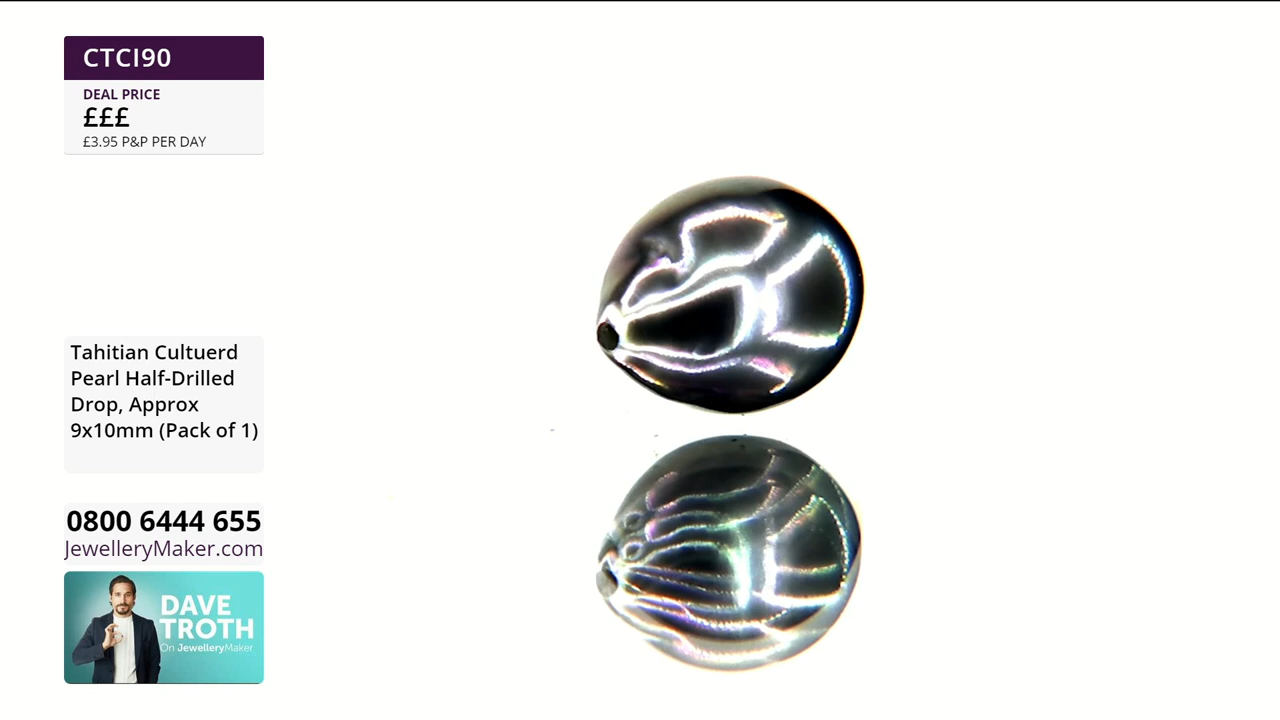 CTCI90
DEAL PRICE
£££
£3.95 P&P PER DAY
Tahitian Cultuerd
Pearl Half-Drilled
Drop, Approx
9x10mm (Pack of 1)
0800 6444 655
JewelleryMaker.com
DAVE
TROTH
On JewelleryMaker